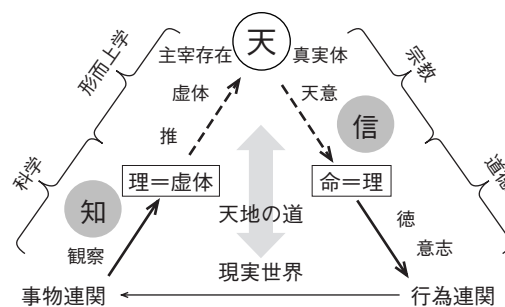 形而上学
主宰存在
天
真実体
宗教
虚体
天意
推
信
科学
理＝虚体
命＝理
道徳
知
天地の道
徳
観察
意志
現実世界
事物連関
行為連関